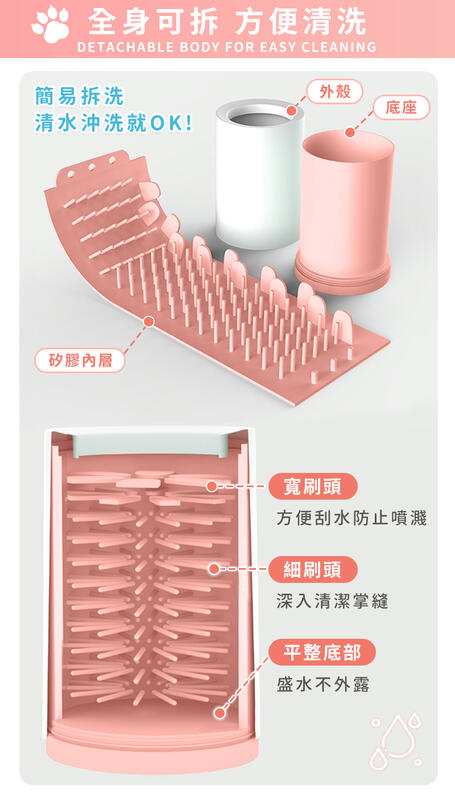 全身可拆 方便清洗
DETACHABLE BODY FOR EASY CLEANING
簡易拆洗
清水沖洗就OK!
外殼
底座
矽膠內層
寬刷頭
方便刮水防止噴濺
細刷頭
深入清潔掌縫
平整底部
盛水不外露